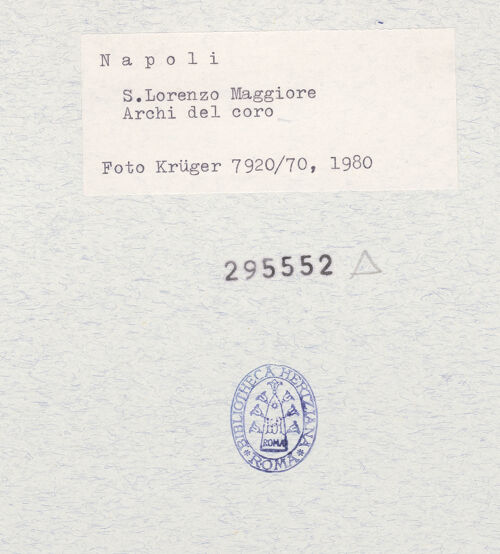 Napoli
S.Lorenzo Maggiore
Archi del coro
Foto Krüger 7920/70, 1980
295552
BIBLIOTHECA HERTZIANA
ROMA
ROMA